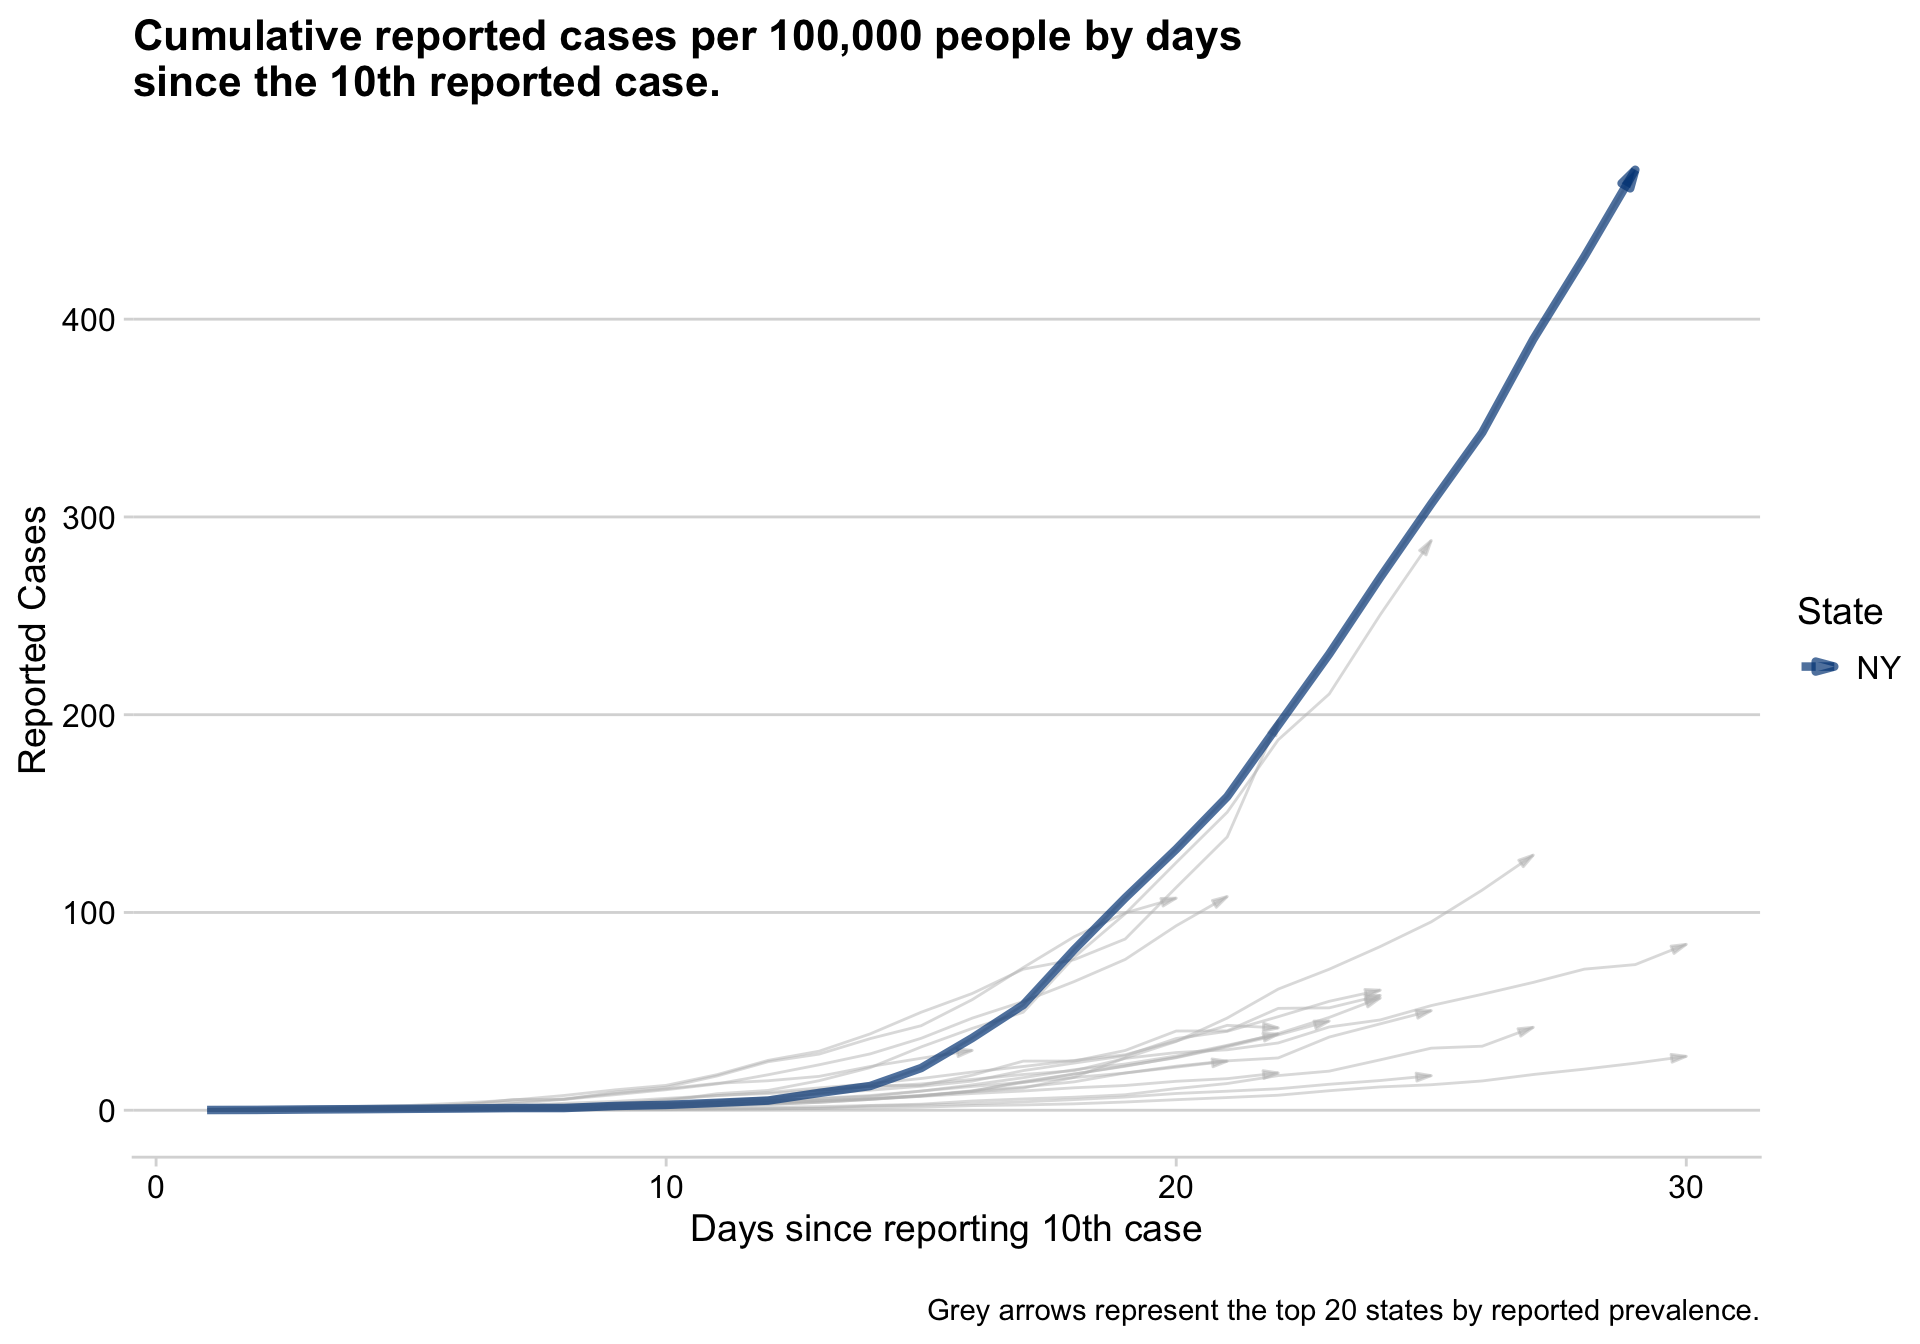 Cumulative reported cases per 100,000 people by days
since the 10th reported case.
400
300
200
100
0
Reported Cases
0 10 20 30
Days since reporting 10th case
State
NY
Grey arrows represent the top 20 states by reported prevalence.